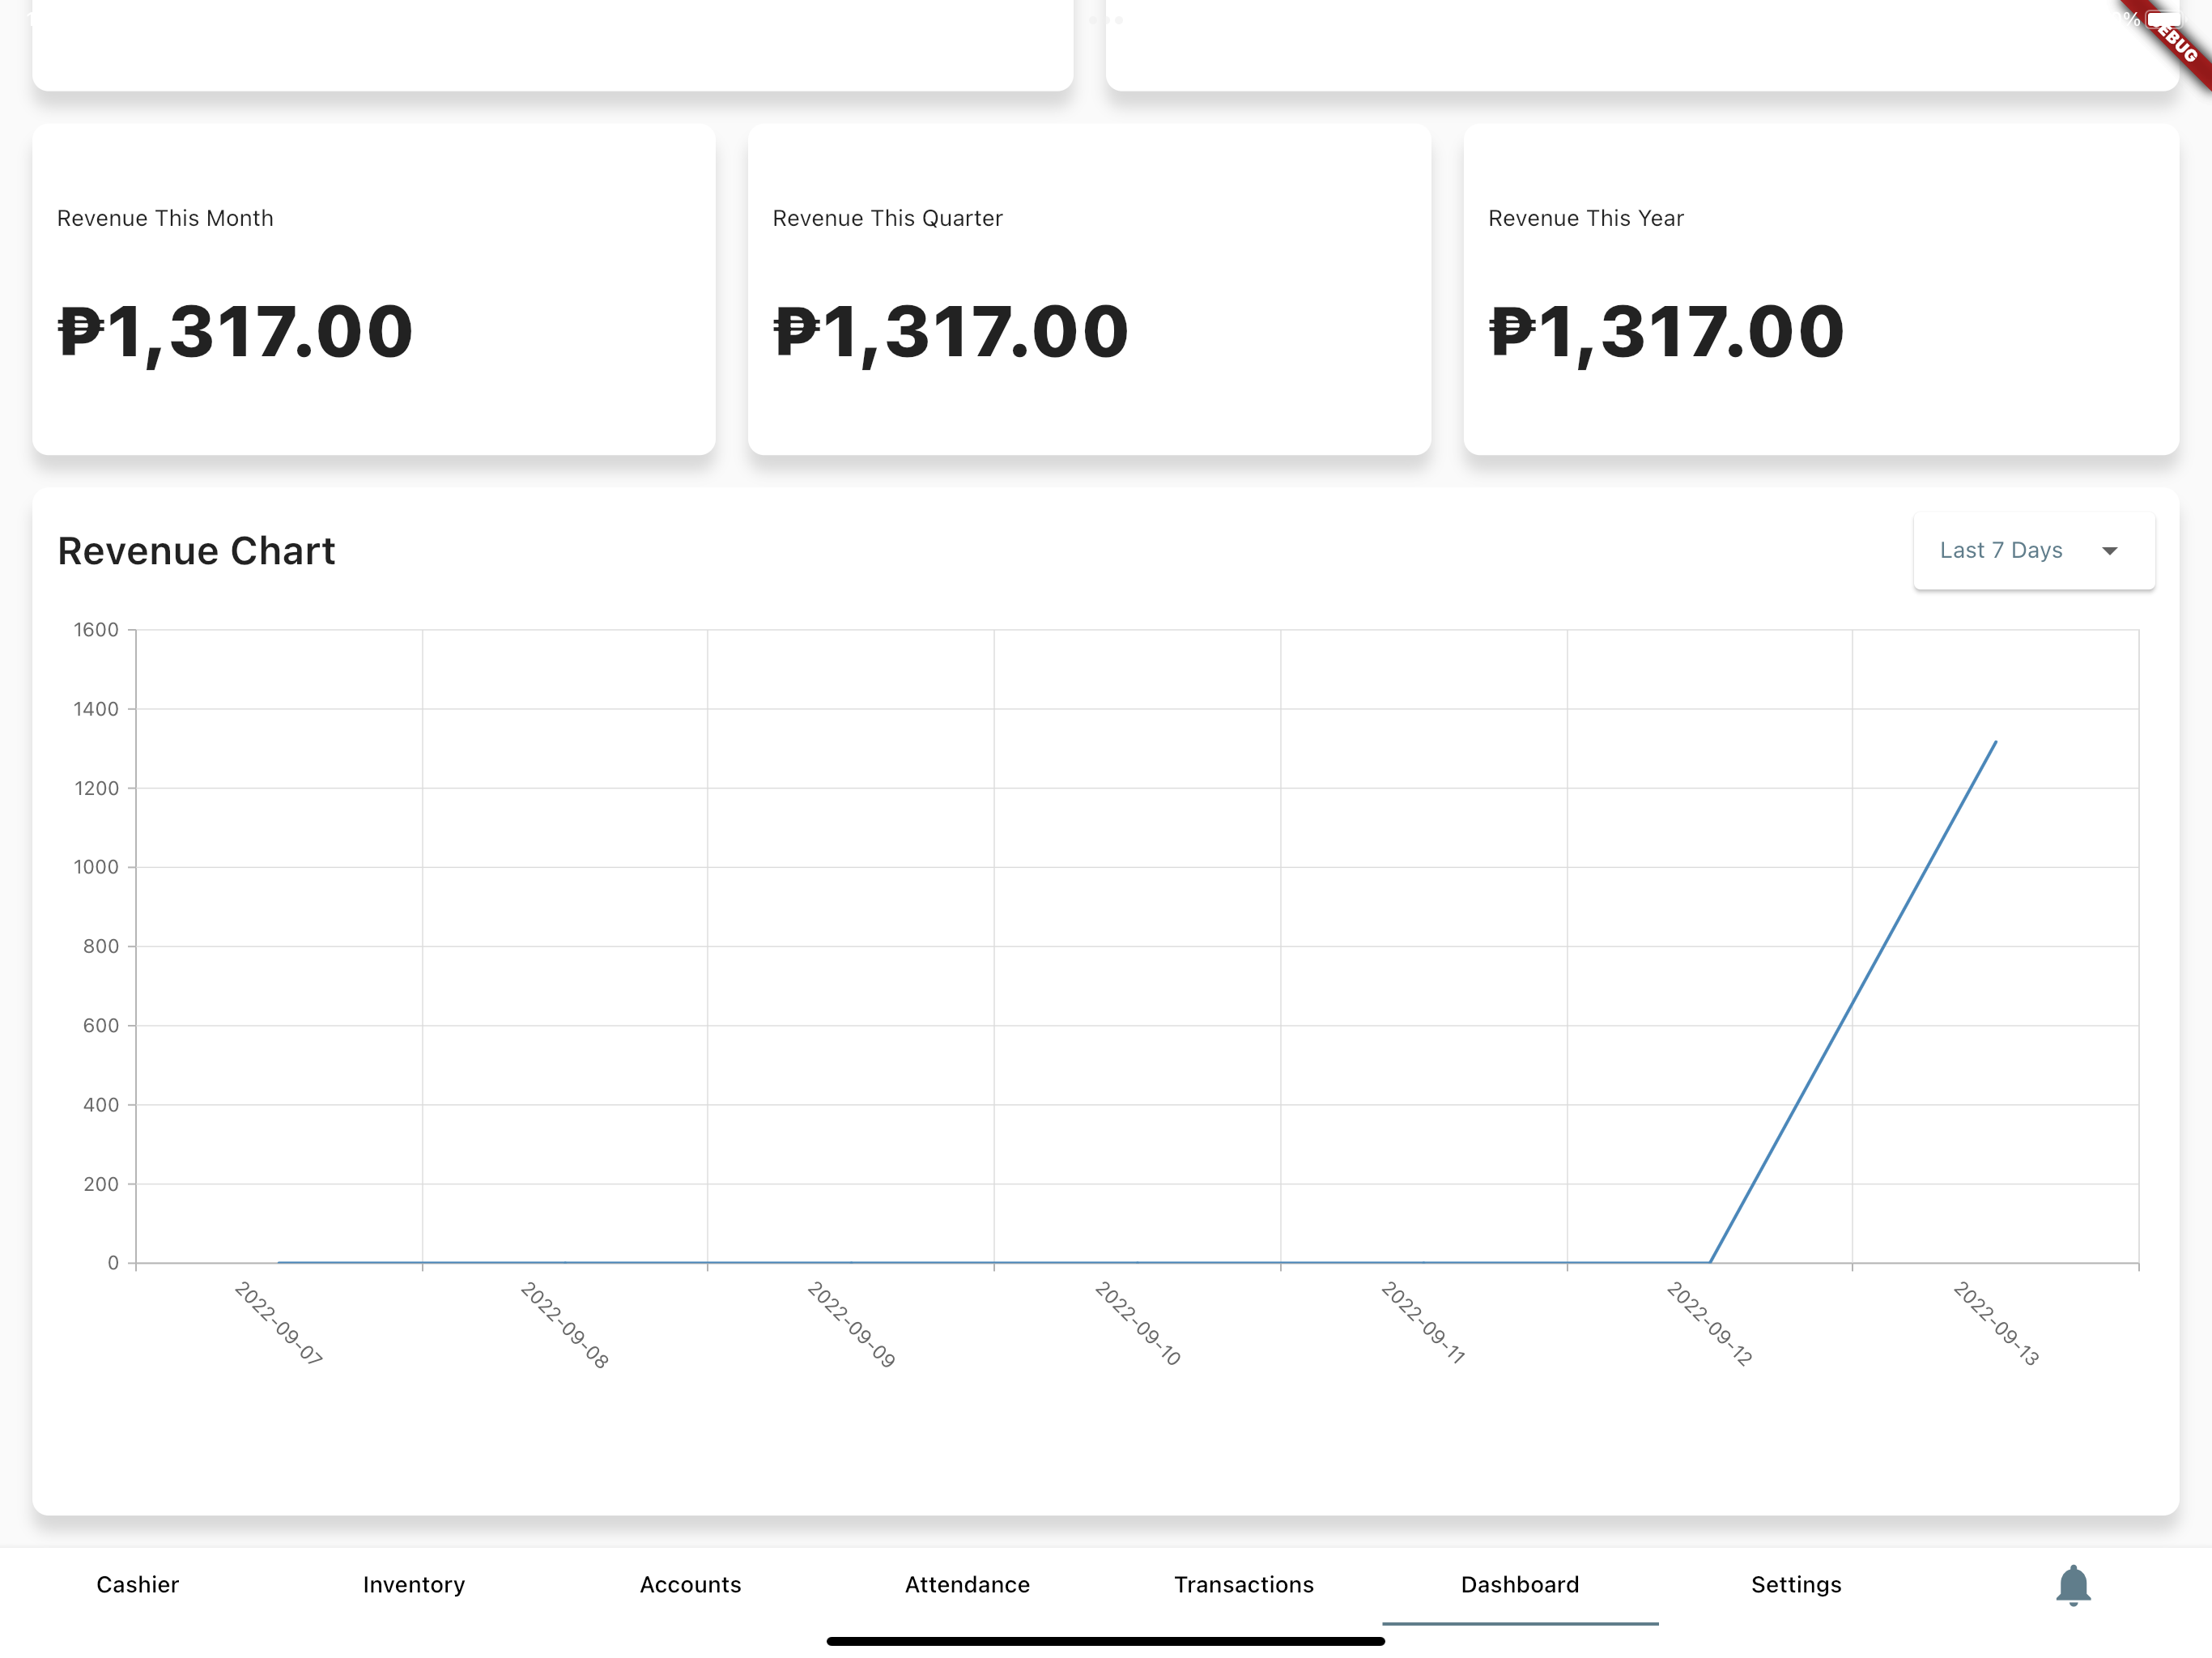 %
EBUG
Revenue This Month
Revenue This Quarter
Revenue This Year
₱1,317.00
₱1,317.00
₱1,317.00
Revenue Chart
Last 7 Days
1600
1400
1200
1000
800
600
400
200
0
2022-09-07
2022-09-08
2022-09-09
2022-09-10
2022-09-11
2022-09-12
2022-09-13
Cashier
Inventory
Accounts
Attendance
Transactions
Dashboard
Settings